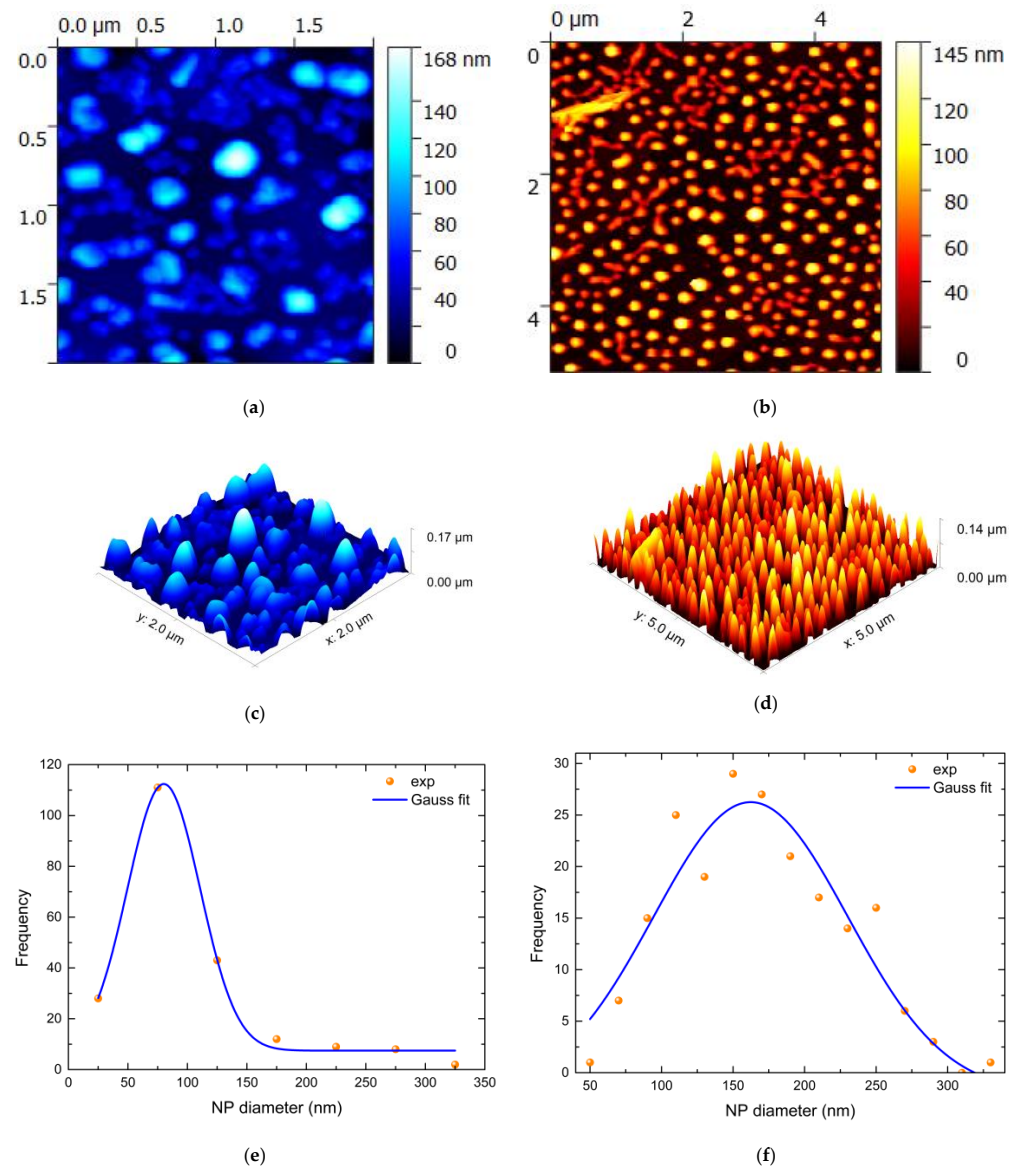 0.0 µm 0.5 1.0 1.5
0.0
0.5
1.0
1.5
168 nm
140
120
100
80
60
40
0
(a)
0 µm 2 4
0
2
4
145 nm
120
100
80
60
40
0
(b)
0.17 µm
0.00 µm
y: 2.0 µm
x: 2.0 µm
(c)
0.14 µm
0.00 µm
y: 5.0 µm
x: 5.0 µm
(d)
120
100
80
60
40
20
0
Frequency
exp
Gauss fit
0 50 100 150 200 250 300 350
NP diameter (nm)
(e)
30
25
20
15
10
5
0
Frequency
exp
Gauss fit
50 100 150 200 250 300
NP diameter (nm)
(f)